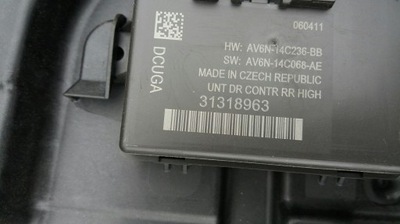 060411
HW: AV6N-14C236-BB
SW: AV6N-14C068-AE
MADE IN CZECH REPUBLIC
UNT DR CONTR RR HIGH
31318963
DCUGA